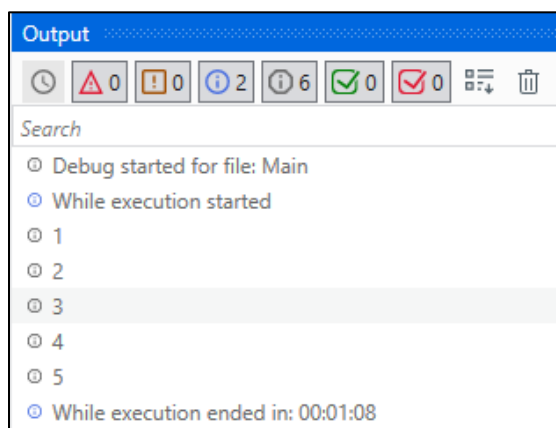 Output
0 0 2 6 0 0
Search
Debug started for file: Main
While execution started
1
2
3
4
5
While execution ended in: 00:01:08